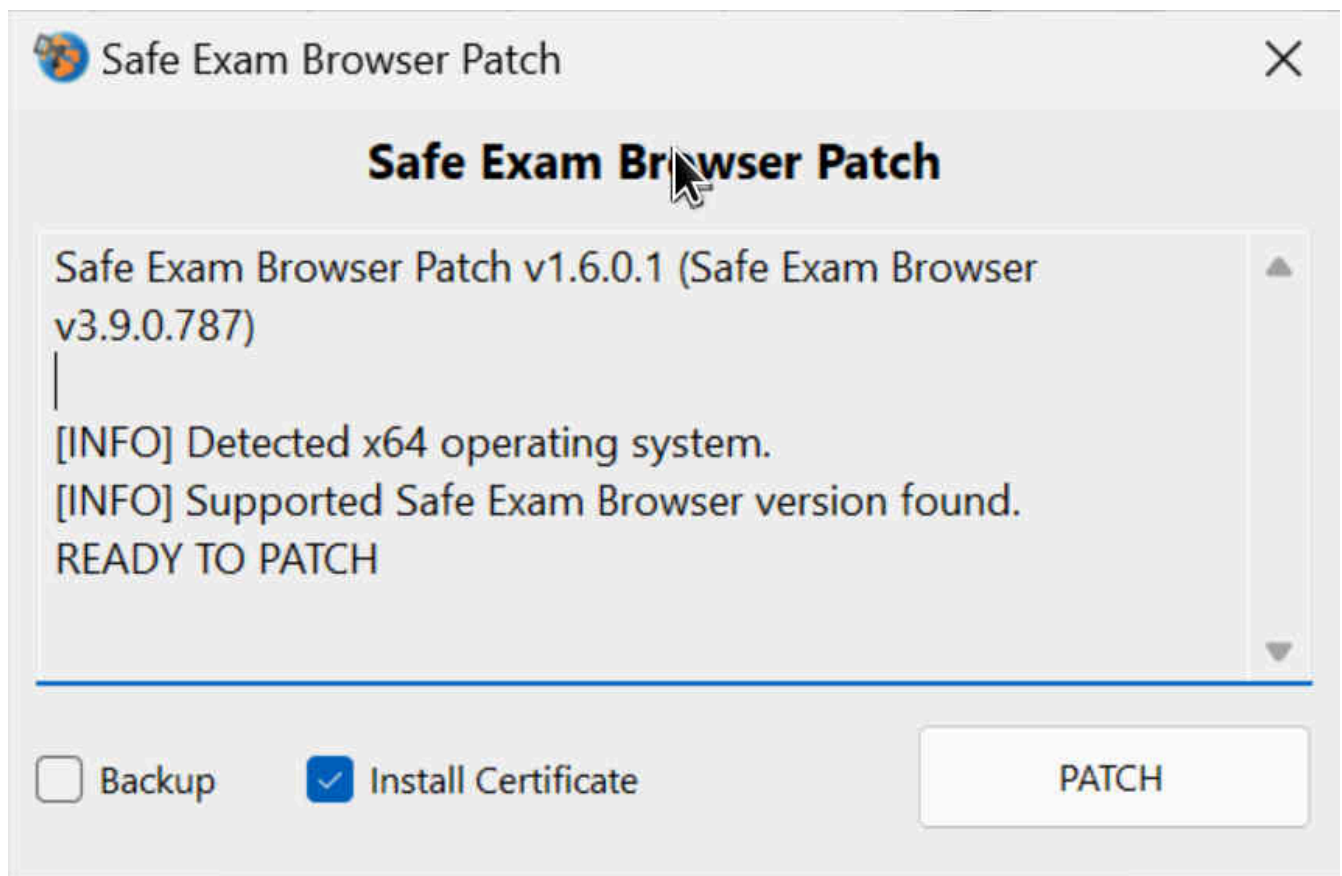 Safe Exam Browser Patch
Safe Exam Browser Patch
Safe Exam Browser Patch v1.6.0.1 (Safe Exam Browser
v3.9.0.787)
[INFO] Detected x64 operating system.
[INFO] Supported Safe Exam Browser version found.
READY TO PATCH
Backup
Install Certificate
PATCH